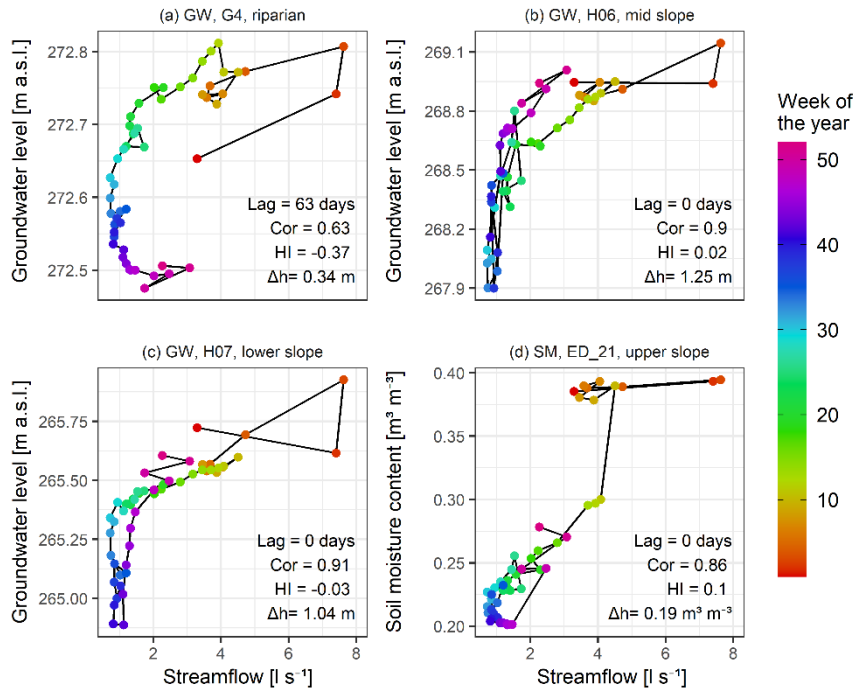 (a) GW, G4, riparian
(b) GW, H06, mid slope
Groundwater level [m a.s.l.]
272.8
272.7
272.6
272.5
Lag = 63 days
Cor = 0.63
HI = -0.37
Δh= 0.34 m
Groundwater level [m a.s.l.]
269.1
268.8
268.5
268.2
267.9
Lag = 0 days
Cor = 0.9
HI = 0.02
Δh= 1.25 m
Week of
the year
50
40
30
20
10
(c) GW, H07, lower slope
(d) SM, ED_21, upper slope
Groundwater level [m a.s.l.]
265.75
265.50
265.25
265.00
Lag = 0 days
Cor = 0.91
HI = -0.03
Δh= 1.04 m
2 4 6 8
Streamflow [l s⁻¹]
Soil moisture content [m³ m⁻³]
0.40
0.35
0.30
0.25
0.20
Lag = 0 days
Cor = 0.86
HI = 0.1
Δh= 0.19 m³ m⁻³
2 4 6 8
Streamflow [l s⁻¹]